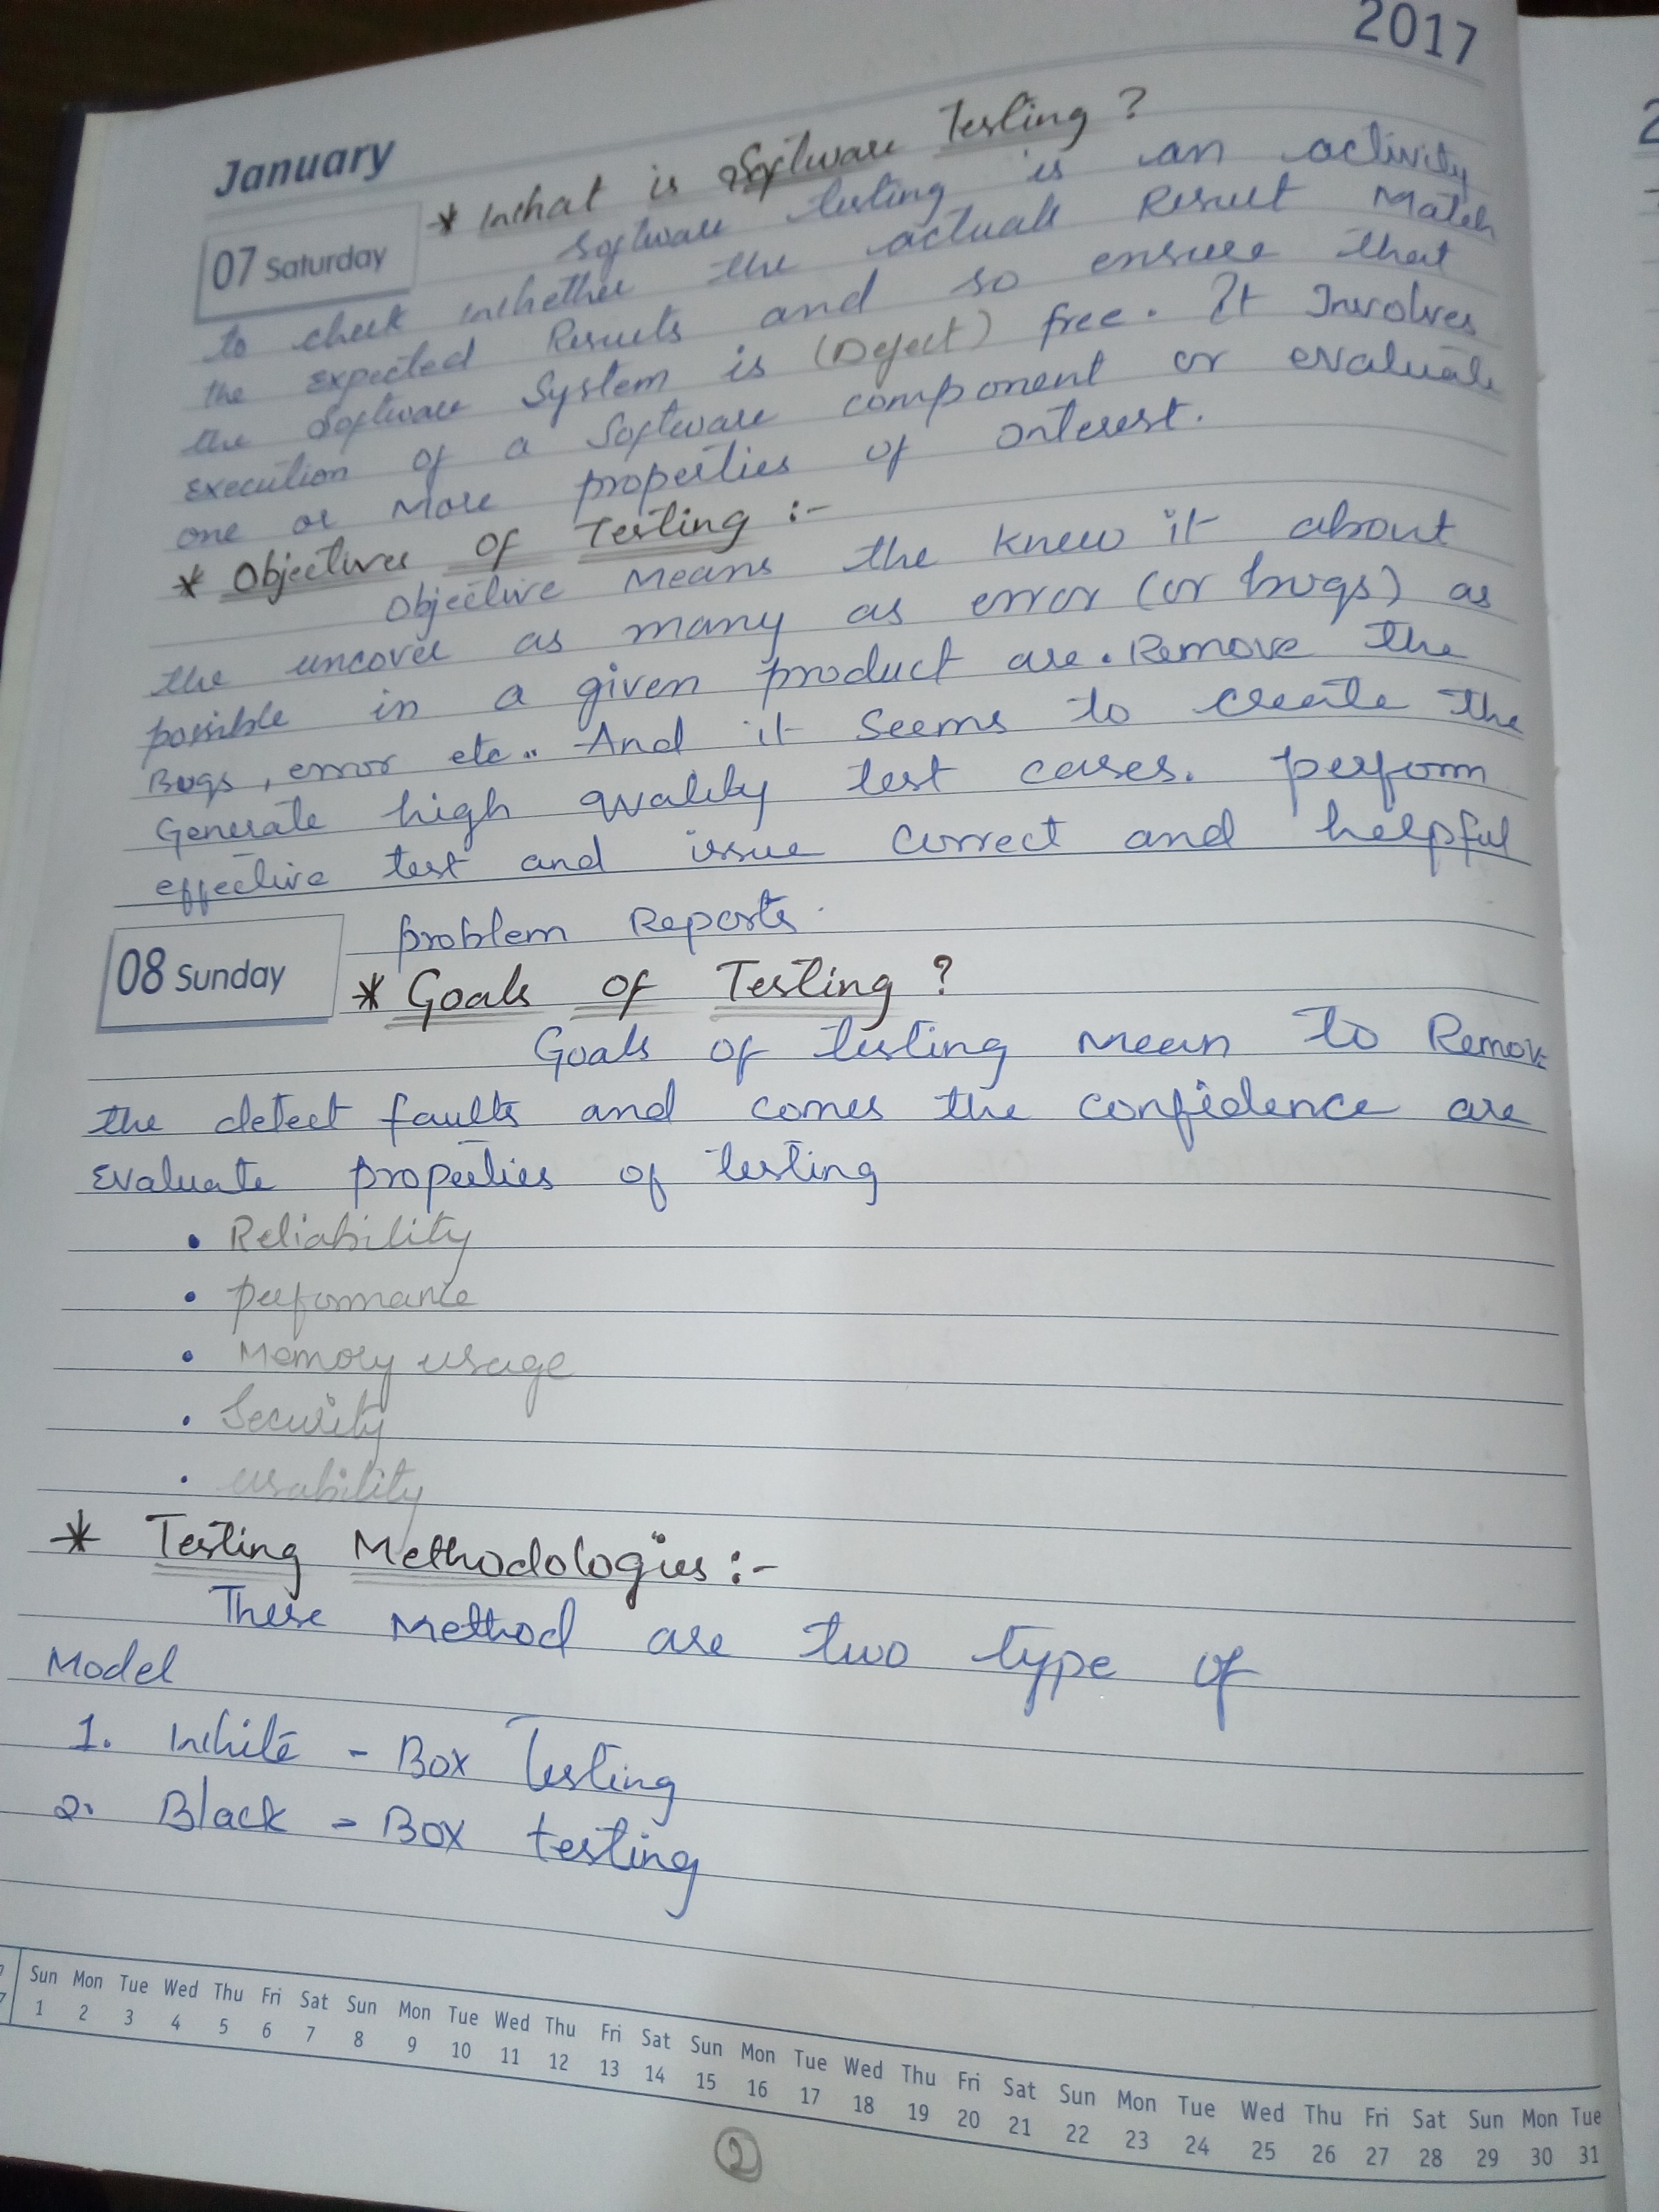 2017
January
* What is Software Testing ?
07 Saturday
Software testing is an activity
to check whether the actuall Result Match
the Expected Results and so ensure that
the Software System is (Defect) free. It Involves
Execution of a Software component or evaluate
one or More properties of onterest.
* Objectives of Testing :-
Objective Means the knew it about
the uncover as many as error (or bugs) as
possible in a given product are. Remove the
Bugs, error etc.. And it seems to create the
Generate high quality test cases. perform
effective test and issue correct and helpful
problem Reports.
08 Sunday
* Goals of Testing ?
Goals of testing Mean to Remove
the detect faults and comes the confidence are
Evaluate properties of testing
• Reliability
• performance
• Memory usage
• Security
• usability
* Testing Methodologies :-
These Method are two type of
Model
1. White - Box Testing
2. Black - Box testing
Sun Mon Tue Wed Thu Fri Sat Sun Mon Tue Wed Thu Fri Sat Sun Mon Tue Wed Thu Fri Sat Sun Mon Tue Wed Thu Fri Sat Sun Mon Tue
1 2 3 4 5 6 7 8 9 10 11 12 13 14 15 16 17 18 19 20 21 22 23 24 25 26 27 28 29 30 31
2